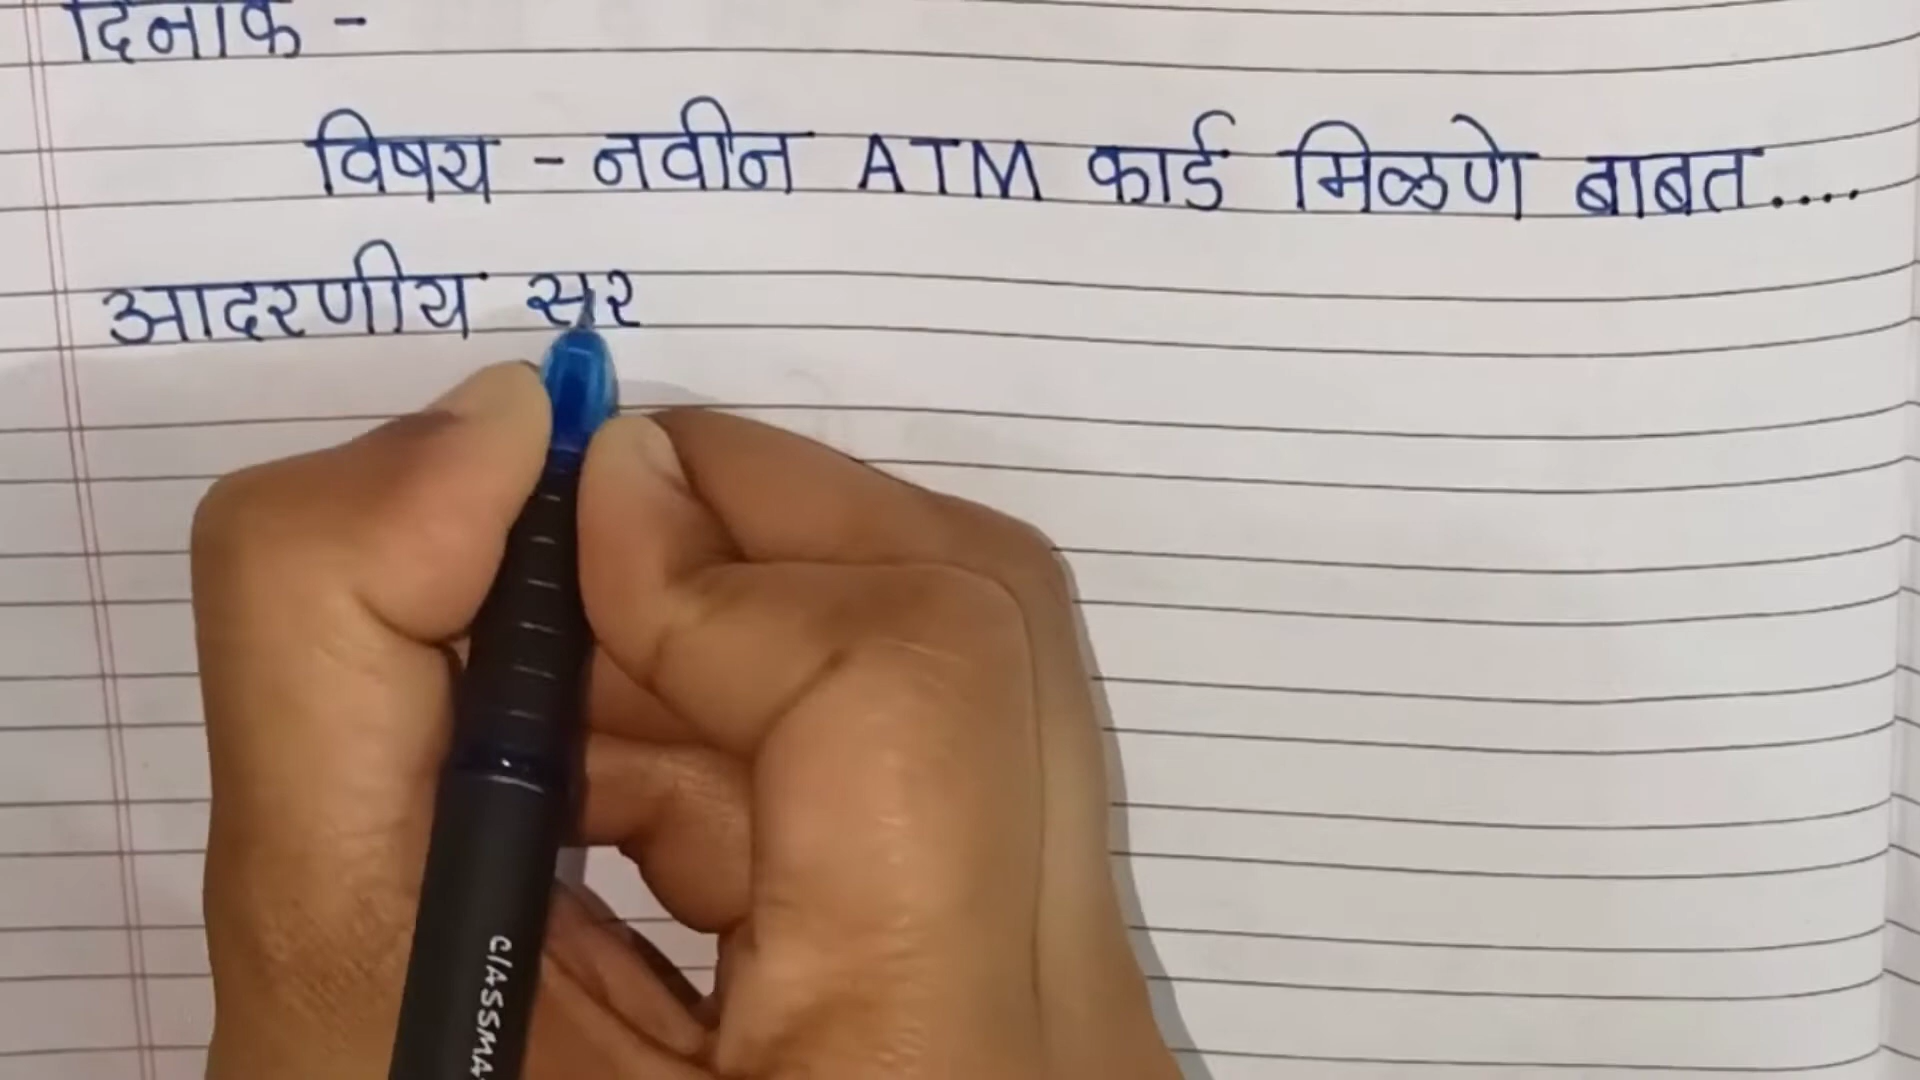 दिनांक -
विषय - नवीन ATM कार्ड मिळणे बाबत....
आदरणीय सर
CLASSMA